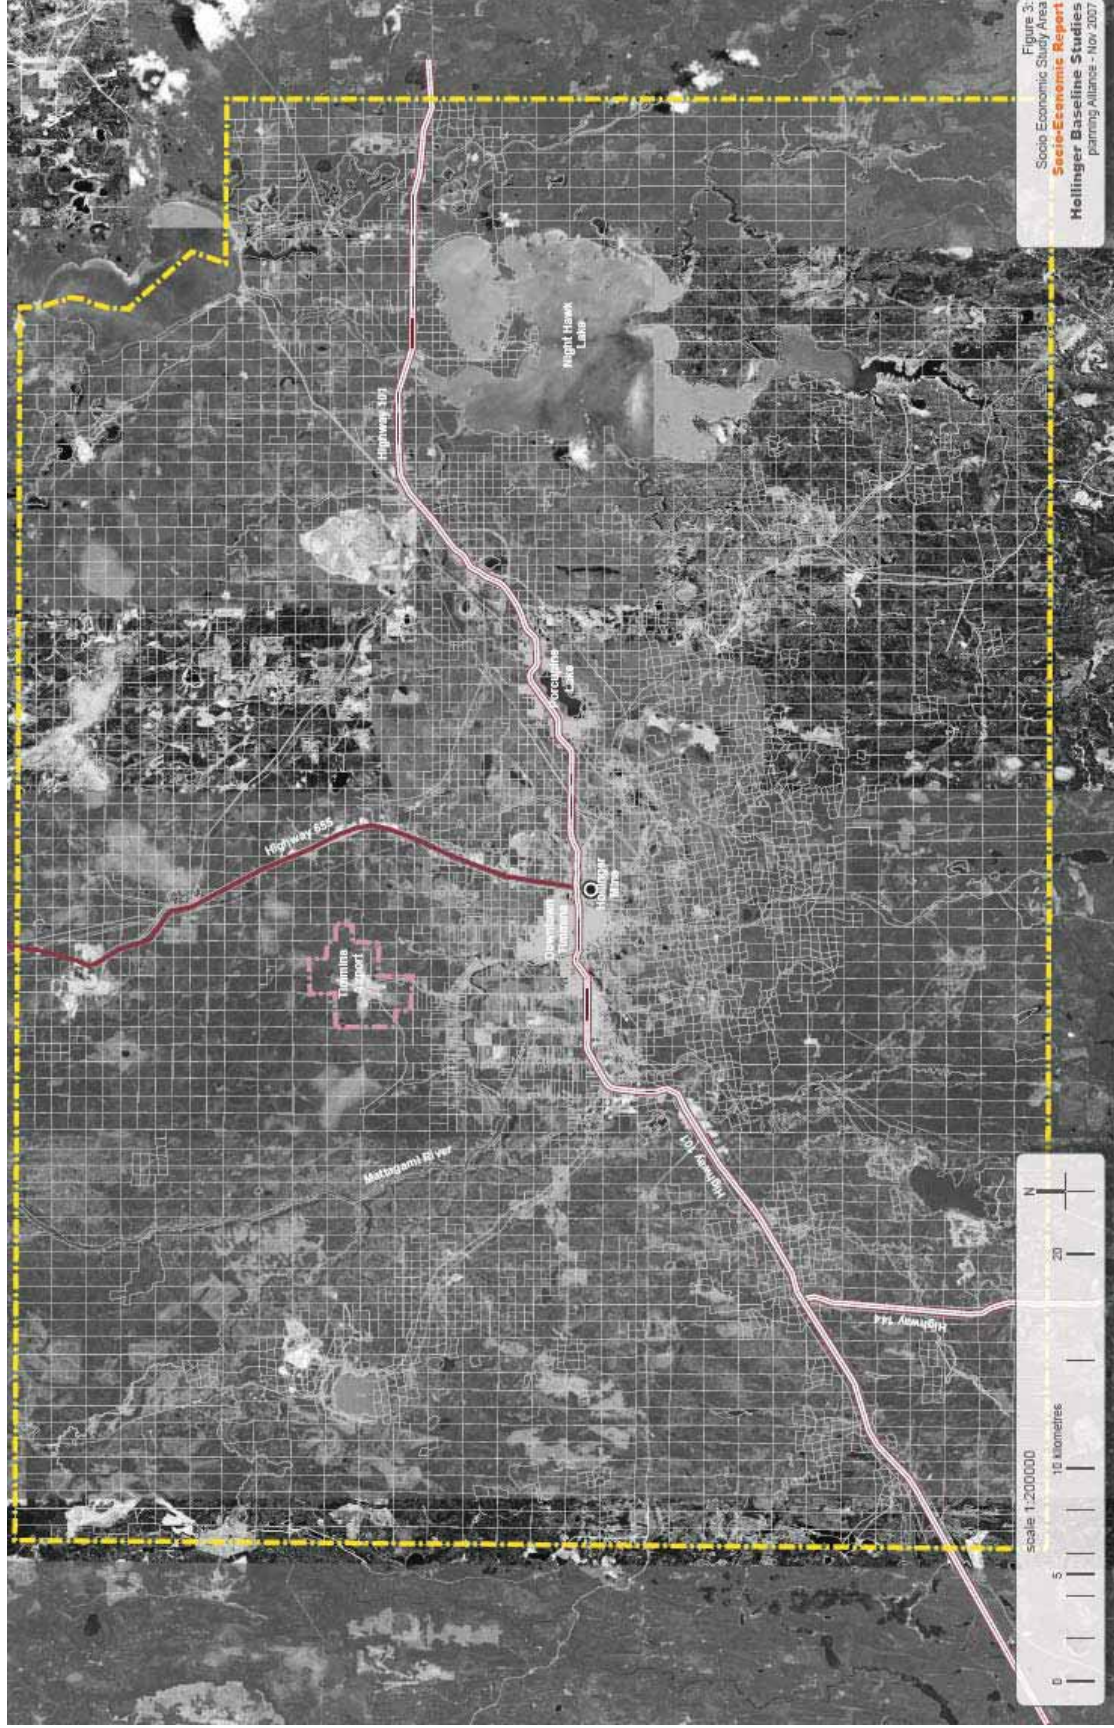 Highway 655
Timmins
Airport
Mattagami River
Highway 101
Night Hawk
Lake
Porcupine
Lake
Downtown
Timmins
Hollinger
Mine
Highway 101
Highway 144
scale 1:200000
N
0
5
10 kilometres
20
Figure 3:
Socio Economic Study Area
Socio-Economic Report
Hollinger Baseline Studies
planning Alliance - Nov 2007